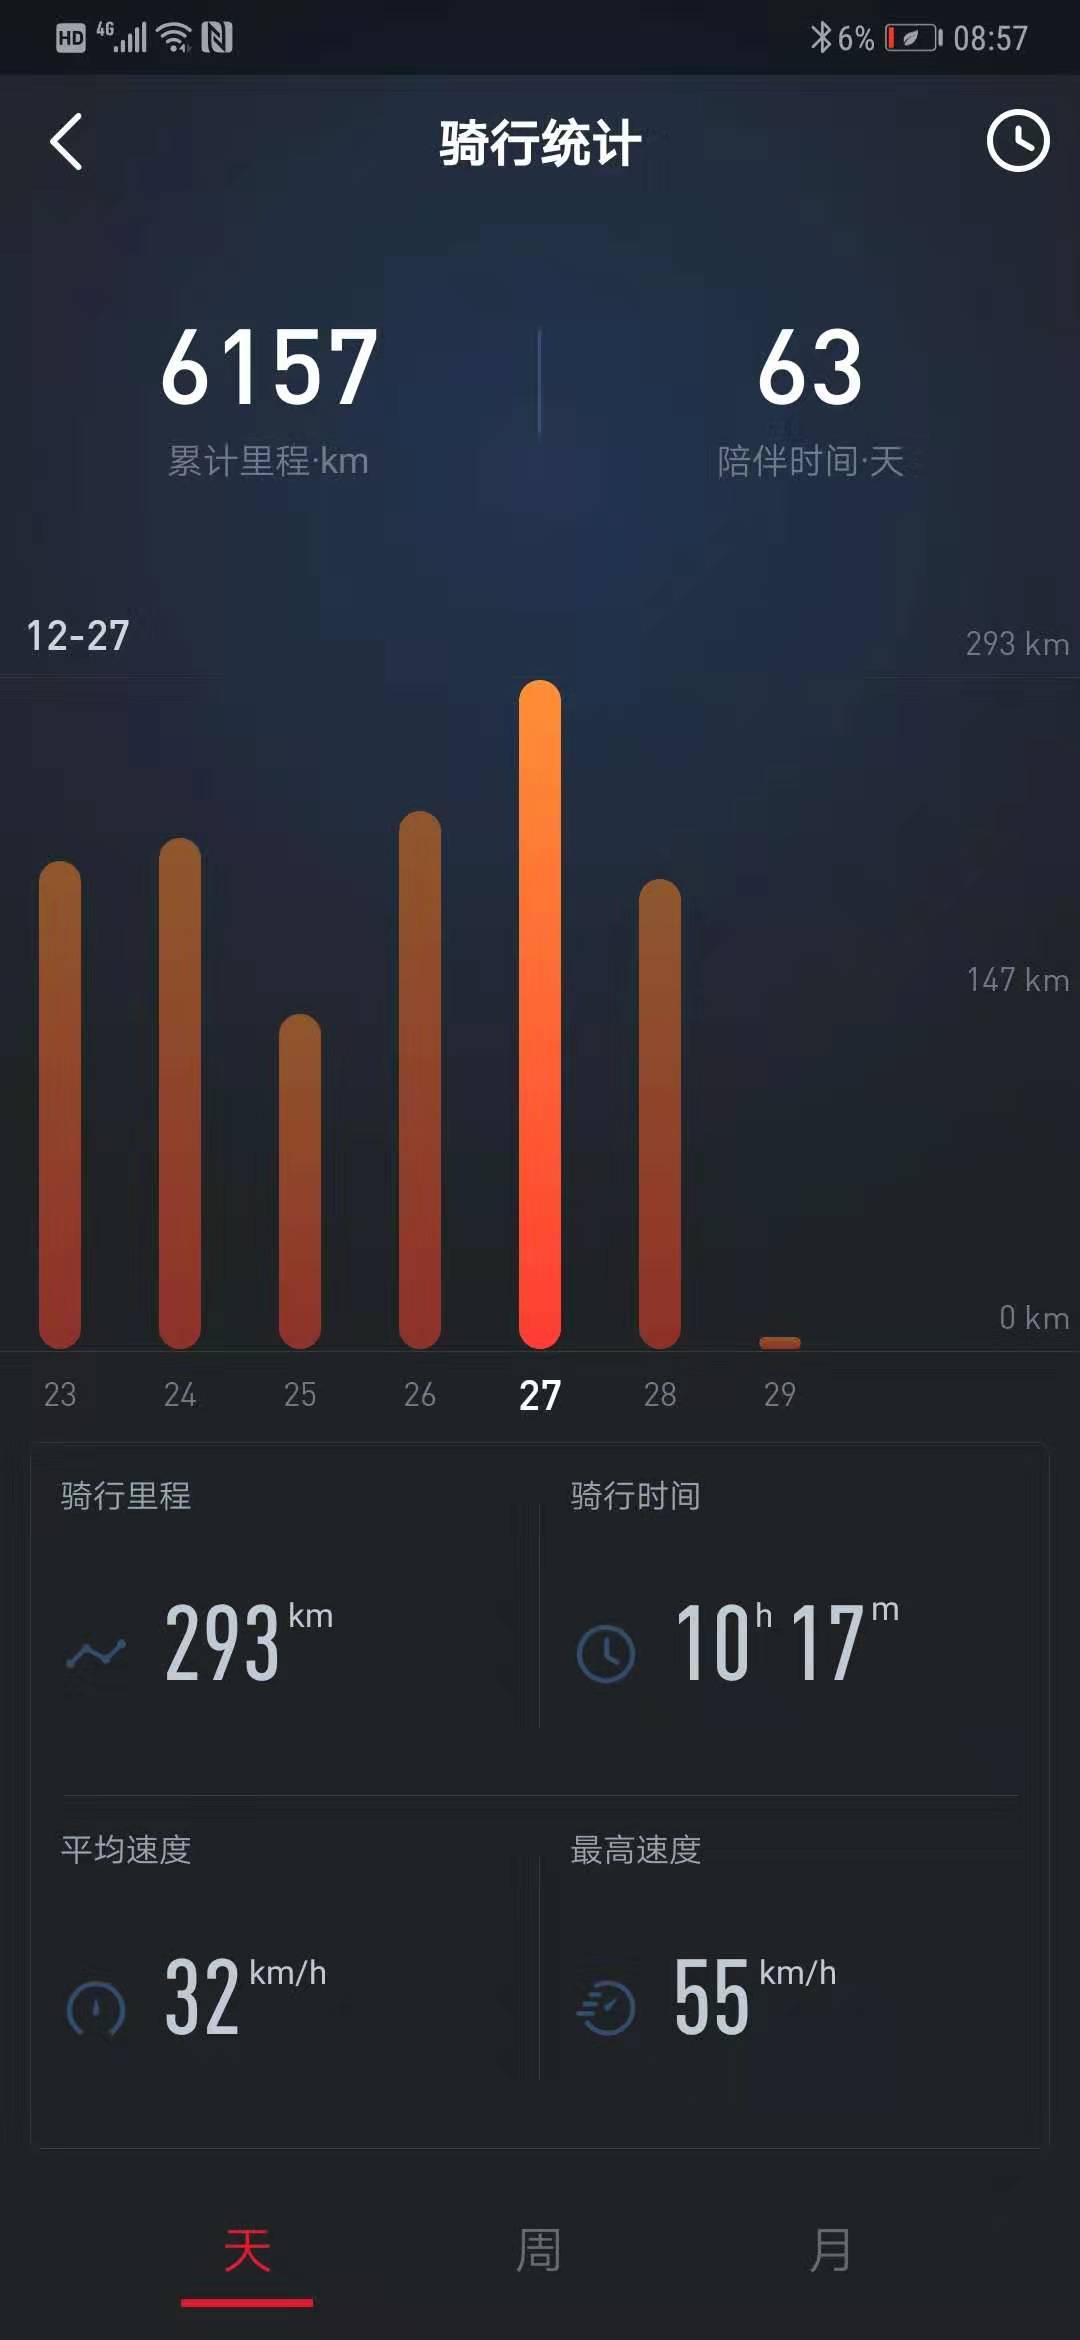 HD 4G 6% 08:57
骑行统计
6157 63
累计里程·km 陪伴时间·天
12-27 293 km
147 km
0 km
23 24 25 26 27 28 29
骑行里程 骑行时间
293 km 10 h 17 m
平均速度 最高速度
32 km/h 55 km/h
天 周 月